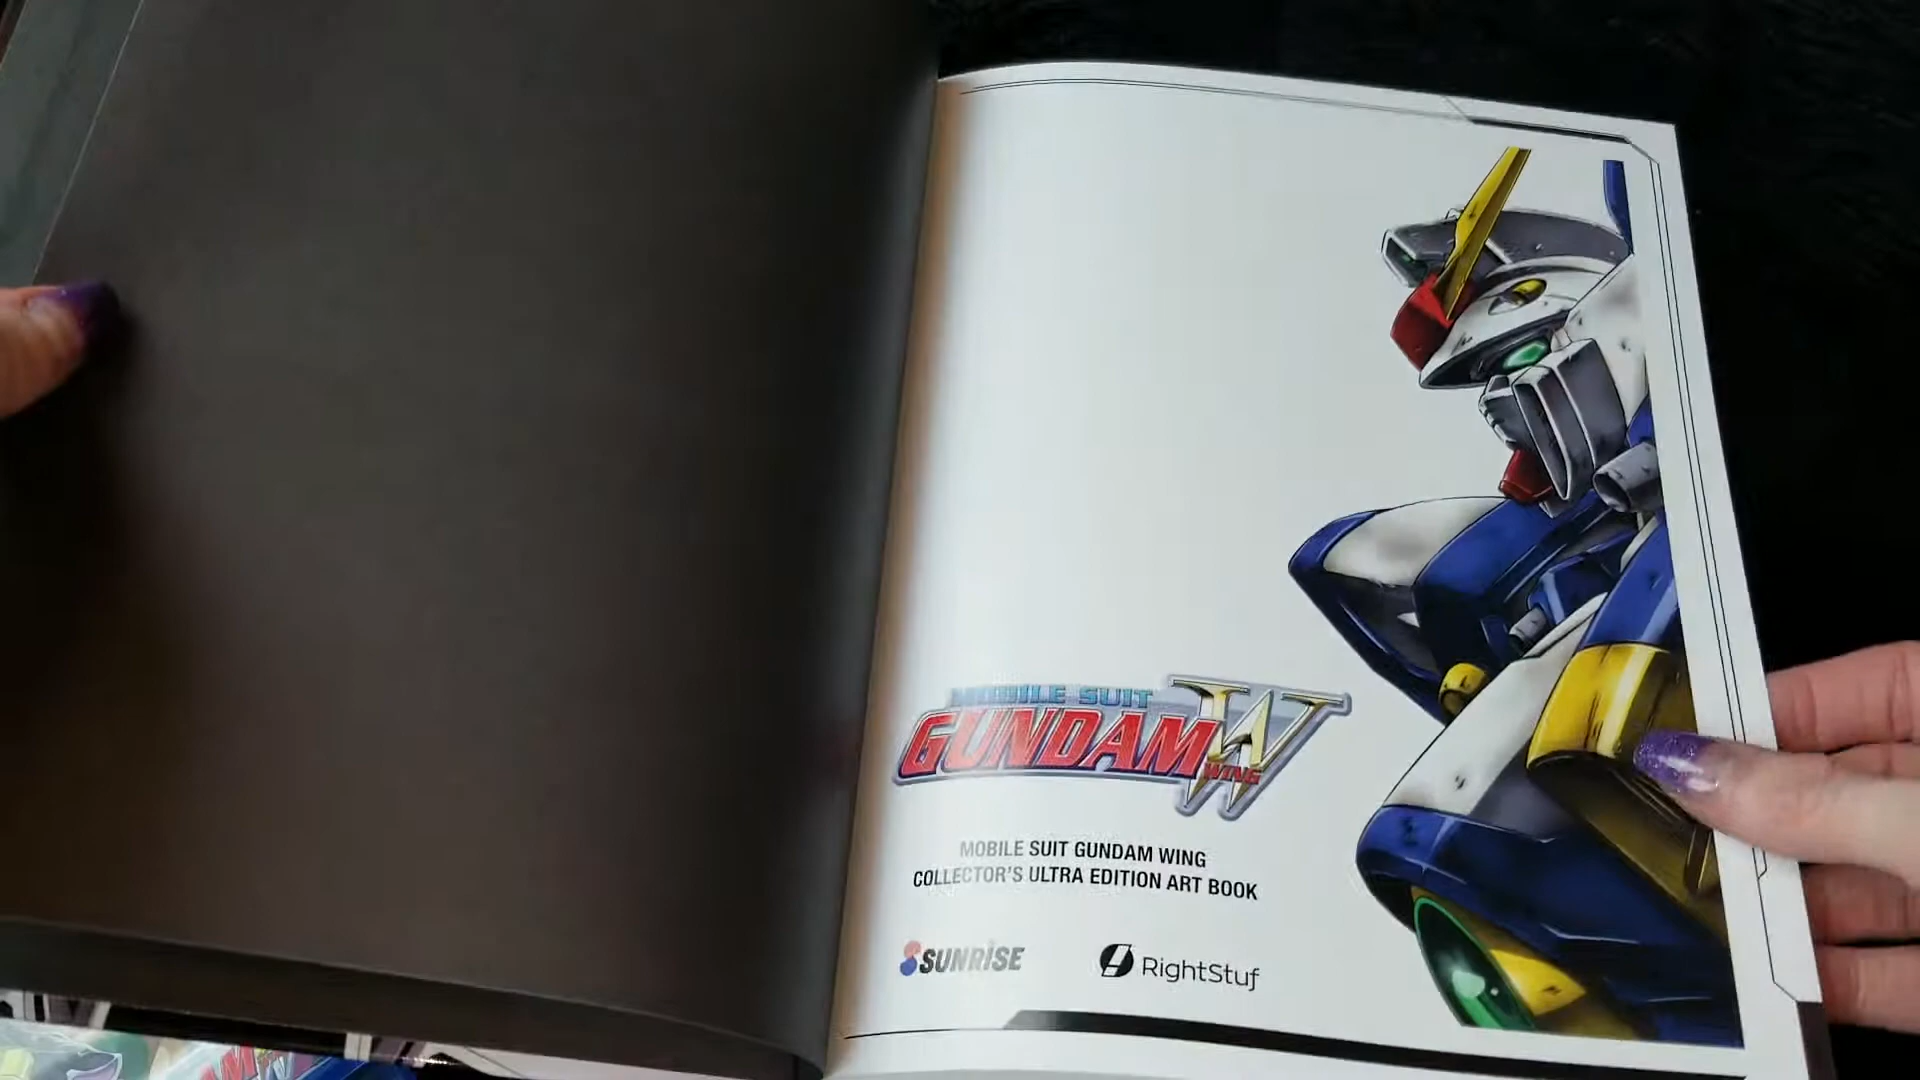 MOBILE SUIT
GUNDAM W
WING
MOBILE SUIT GUNDAM WING
COLLECTOR'S ULTRA EDITION ART BOOK
SUNRISE
RightStuf